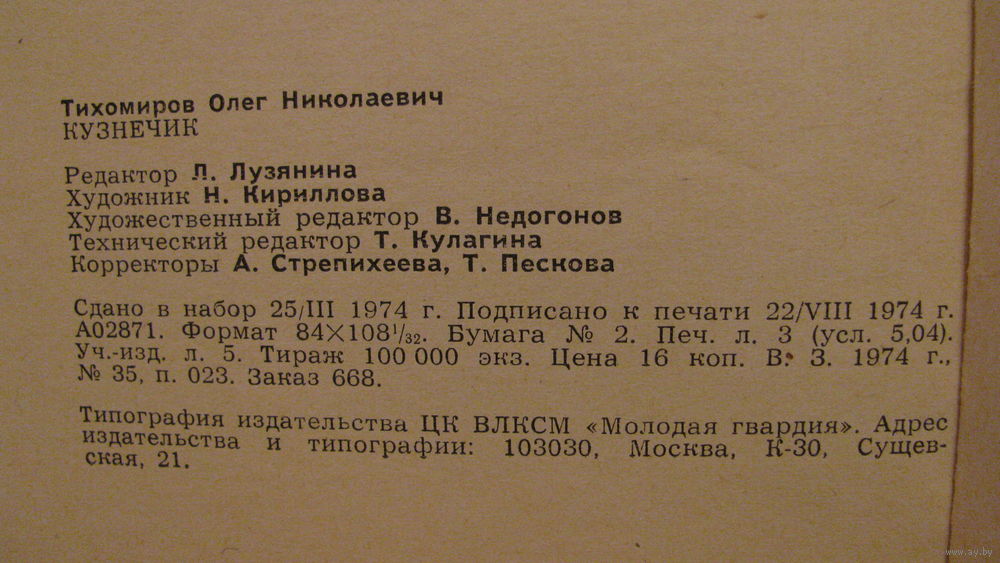 Тихомиров Олег Николаевич
КУЗНЕЧИК
Редактор Л. Лузянина
Художник Н. Кириллова
Художественный редактор В. Недогонов
Технический редактор Т. Кулагина
Корректоры А. Стрепихеева, Т. Пескова
Сдано в набор 25/III 1974 г. Подписано к печати 22/VIII 1974 г.
А02871. Формат 84×108¹/₃₂. Бумага № 2. Печ. л. 3 (усл. 5,04).
Уч.-изд. л. 5. Тираж 100 000 экз. Цена 16 коп. В. З. 1974 г.,
№ 35, п. 023. Заказ 668.
Типография издательства ЦК ВЛКСМ «Молодая гвардия». Адрес
издательства и типографии: 103030, Москва, К-30, Сущев-
ская, 21.
www.ay.by